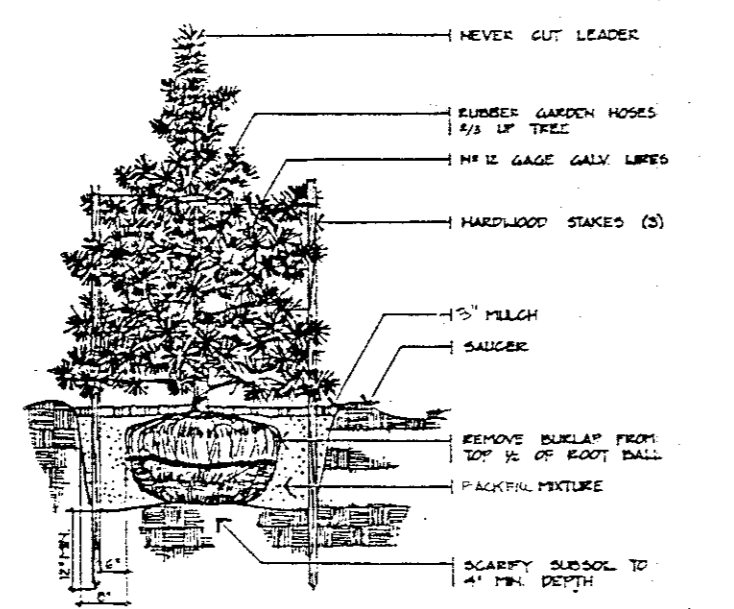 NEVER CUT LEADER
RUBBER GARDEN HOSES
2/3 UP TREE
Nº 12 GAGE GALV. WIRES
HARDWOOD STAKES (3)
3" MULCH
SAUCER
REMOVE BURLAP FROM
TOP ½ OF ROOT BALL
BACKFILL MIXTURE
SCARIFY SUBSOIL TO
4" MIN. DEPTH
12" MIN.
6"
8"